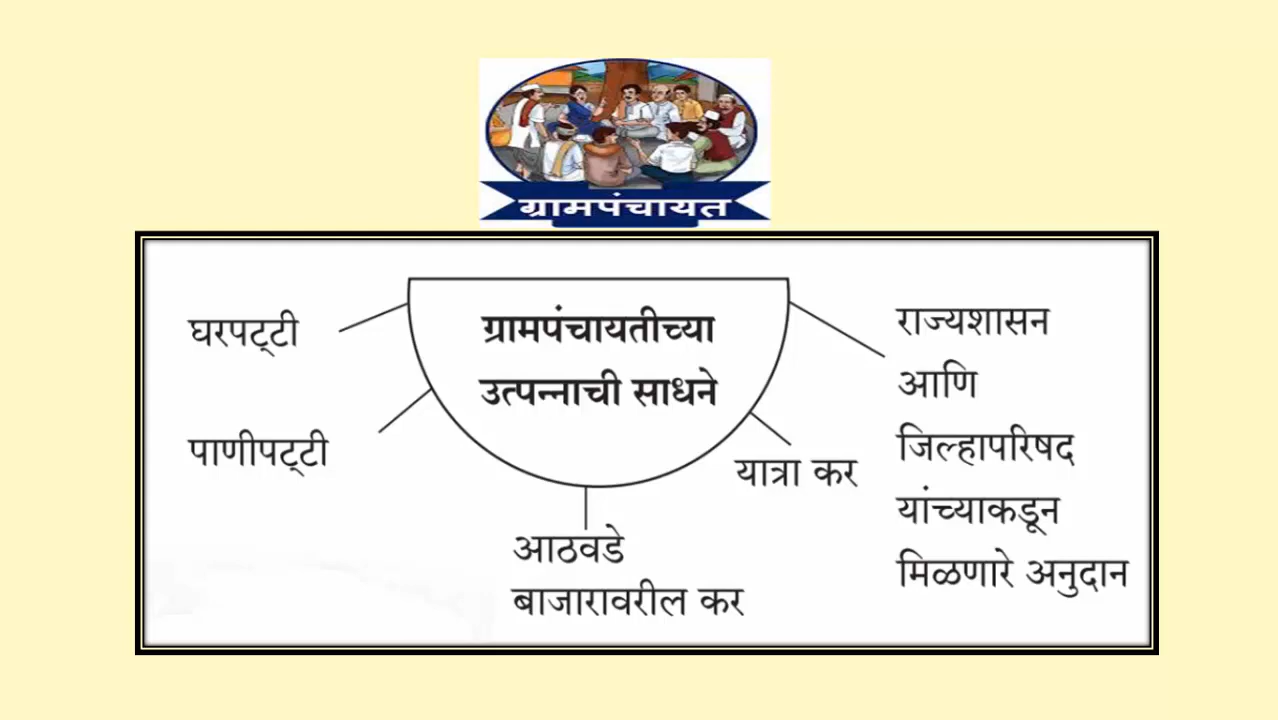 ग्रामपंचायत
ग्रामपंचायतीच्या
उत्पन्नाची साधने
घरपट्टी
पाणीपट्टी
आठवडे
बाजारावरील कर
यात्रा कर
राज्यशासन
आणि
जिल्हापरिषद
यांच्याकडून
मिळणारे अनुदान